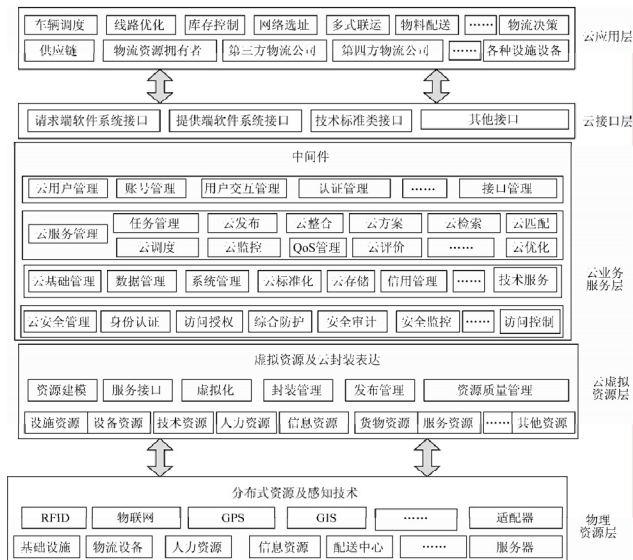 车辆调度 线路优化 库存控制 网络选址 多式联运 物料配送 …… 物流决策
供应链 物流资源拥有者 第三方物流公司 第四方物流公司 …… 各种设施设备
云应用层
请求端软件系统接口 提供端软件系统接口 技术标准类接口 其他接口
云接口层
中间件
云用户管理 账号管理 用户交互管理 认证管理 …… 接口管理
云服务管理
任务管理 云发布 云整合 云方案 云检索 云匹配
云调度 云监控 QoS管理 云评价 …… 云优化
云基础管理 数据管理 系统管理 云标准化 云存储 信用管理 …… 技术服务
云安全管理 身份认证 访问授权 综合防护 安全审计 安全监控 …… 访问控制
云业务
服务层
虚拟资源及云封装表达
资源建模 服务接口 虚拟化 封装管理 发布管理 资源质量管理
设施资源 设备资源 技术资源 人力资源 信息资源 货物资源 服务资源 …… 其他资源
云虚拟
资源层
分布式资源及感知技术
RFID 物联网 GPS GIS …… 适配器
基础设施 物流设备 人力资源 信息资源 配送中心 …… 服务器
物理
资源层